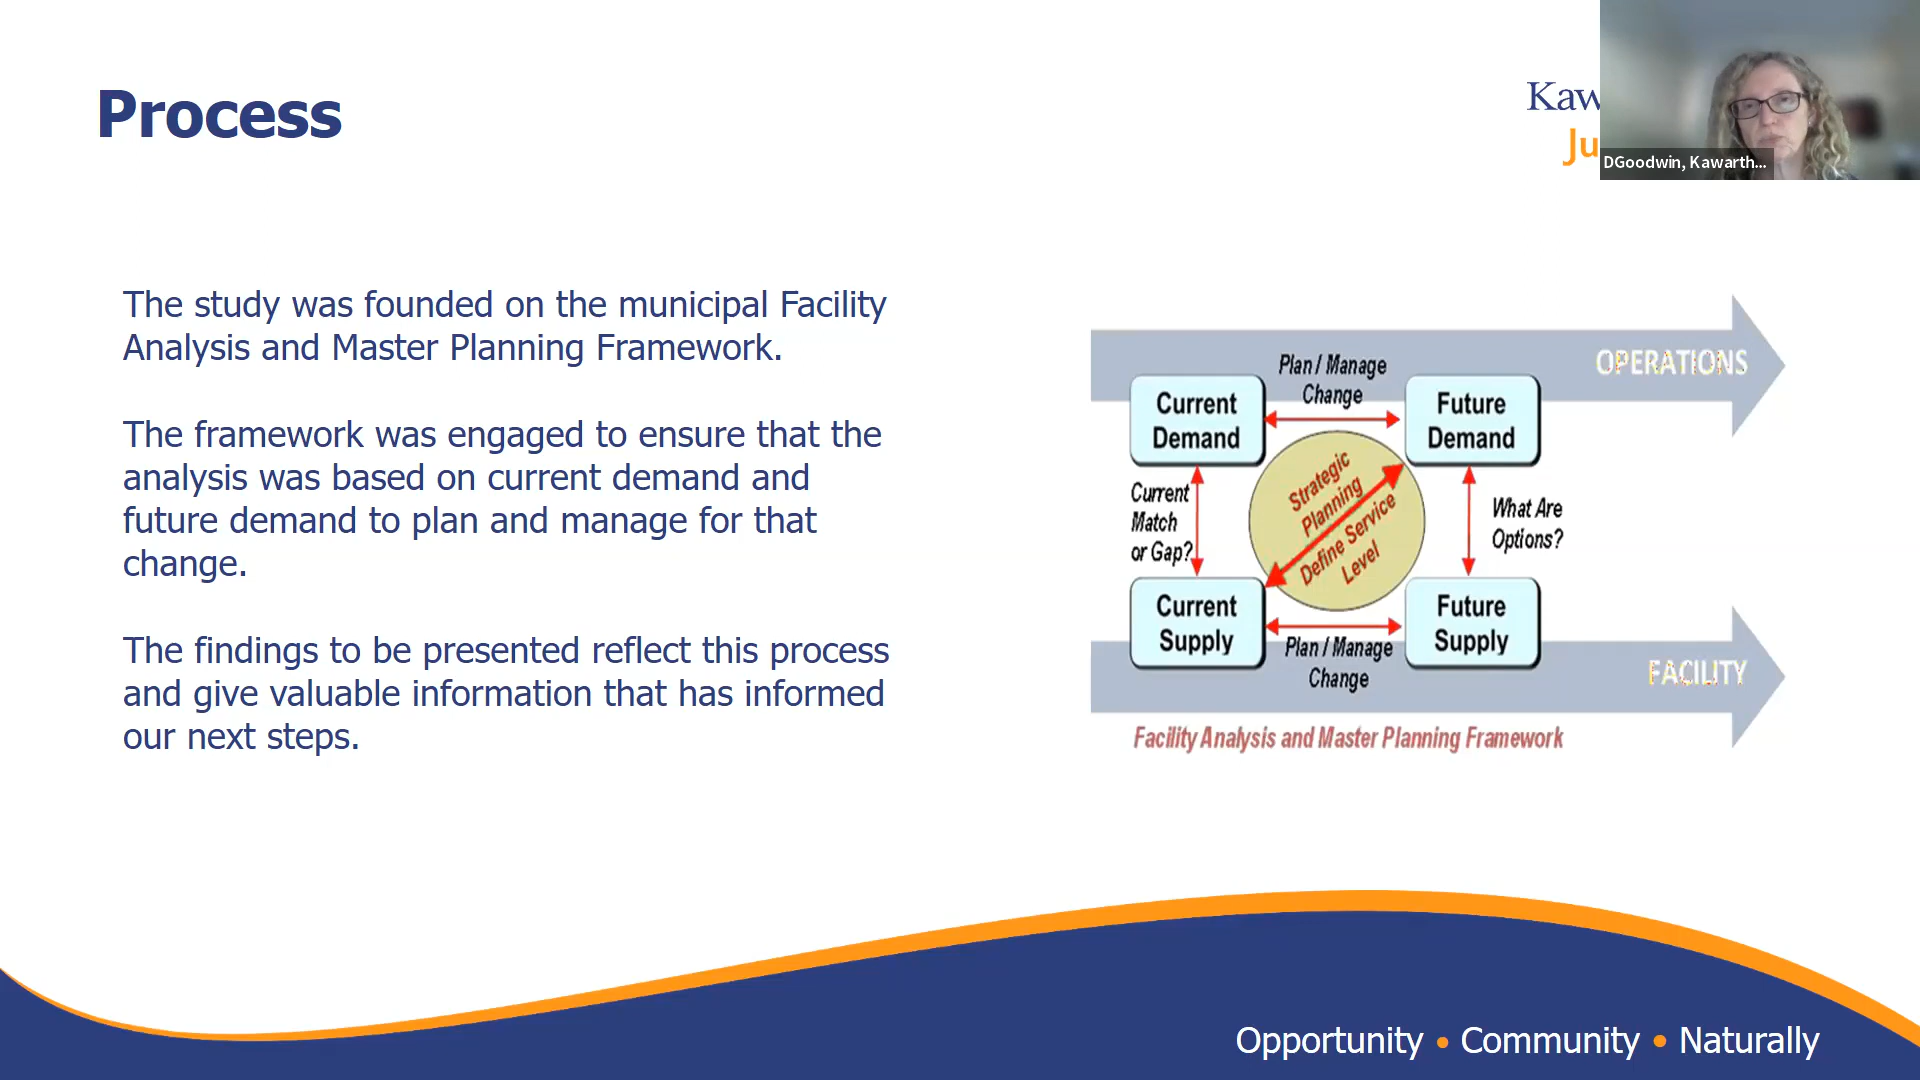 Process
Kaw
Ju
DGoodwin, Kawarth...
The study was founded on the municipal Facility
Analysis and Master Planning Framework.
The framework was engaged to ensure that the
analysis was based on current demand and
future demand to plan and manage for that
change.
The findings to be presented reflect this process
and give valuable information that has informed
our next steps.
OPERATIONS
Plan / Manage
Change
Current
Demand
Future
Demand
Strategic
Planning
Define Service
Level
Current
Match
or Gap?
What Are
Options?
Current
Supply
Future
Supply
Plan / Manage
Change
FACILITY
Facility Analysis and Master Planning Framework
Opportunity • Community • Naturally